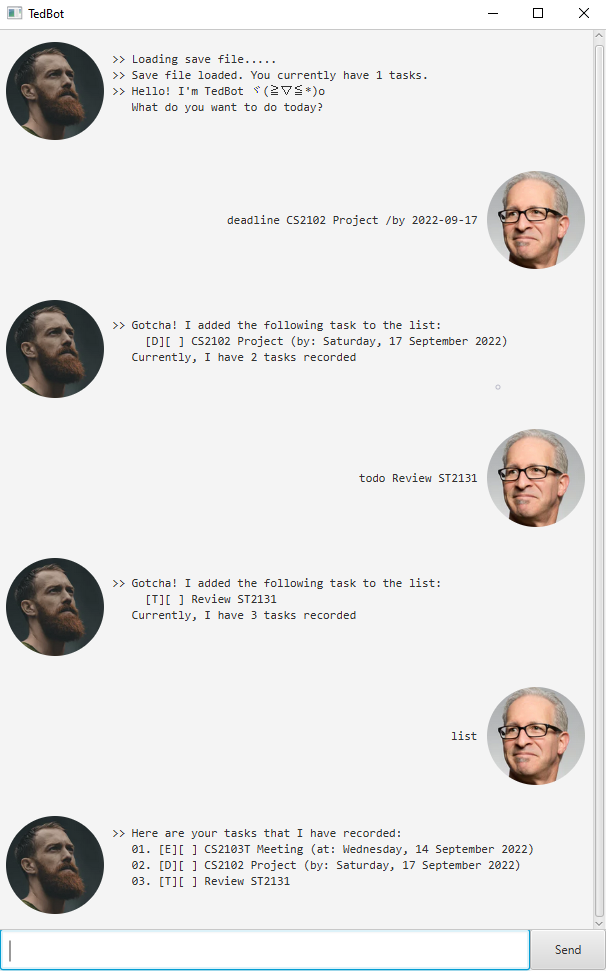 TedBot
>> Loading save file.....
>> Save file loaded. You currently have 1 tasks.
>> Hello! I'm TedBot ヾ(≧▽≦*)o
What do you want to do today?
deadline CS2102 Project /by 2022-09-17
>> Gotcha! I added the following task to the list:
[D][ ] CS2102 Project (by: Saturday, 17 September 2022)
Currently, I have 2 tasks recorded
todo Review ST2131
>> Gotcha! I added the following task to the list:
[T][ ] Review ST2131
Currently, I have 3 tasks recorded
list
>> Here are your tasks that I have recorded:
01. [E][ ] CS2103T Meeting (at: Wednesday, 14 September 2022)
02. [D][ ] CS2102 Project (by: Saturday, 17 September 2022)
03. [T][ ] Review ST2131
Send